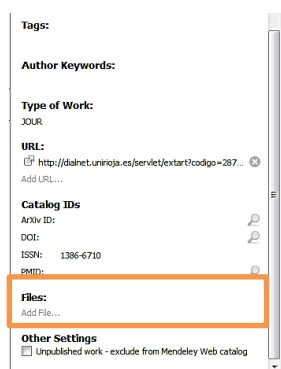 Tags:
Author Keywords:
Type of Work:
JOUR
URL:
http://dialnet.unirioja.es/servlet/extart?codigo=287...
Add URL...
Catalog IDs
ArXiv ID:
DOI:
ISSN: 1386-6710
PMID:
Files:
Add File...
Other Settings
Unpublished work - exclude from Mendeley Web catalog